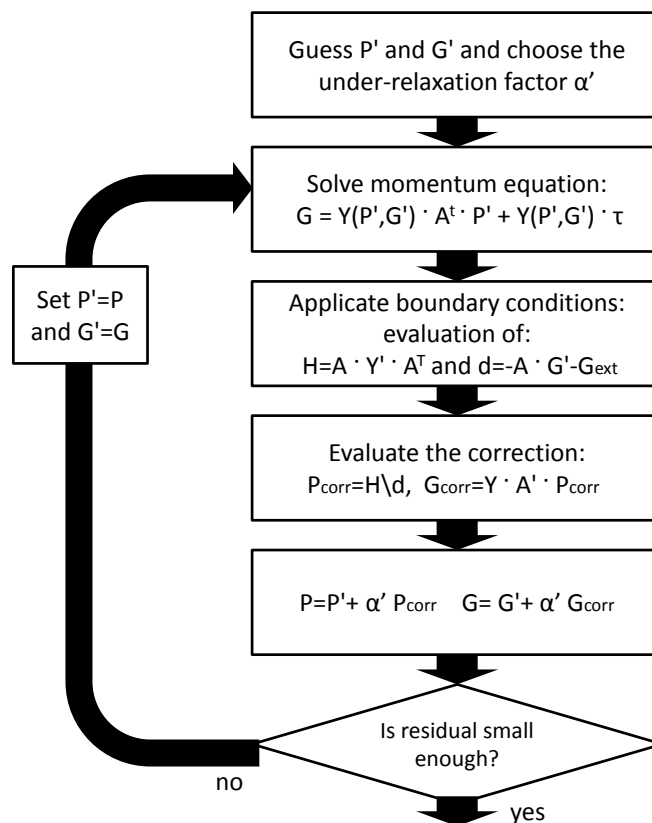 Guess P' and G' and choose the
under-relaxation factor α’
Solve momentum equation:
G = Y(P',G') · Aᵗ · P' + Y(P',G') · τ
Set P'=P
and G'=G
Applicate boundary conditions:
evaluation of:
H=A · Y' · Aᵀ and d=-A · G'-Gext
Evaluate the correction:
Pcorr=H\d, Gcorr=Y · A' · Pcorr
P=P'+ α’ Pcorr G= G'+ α’ Gcorr
Is residual small
enough?
no
yes